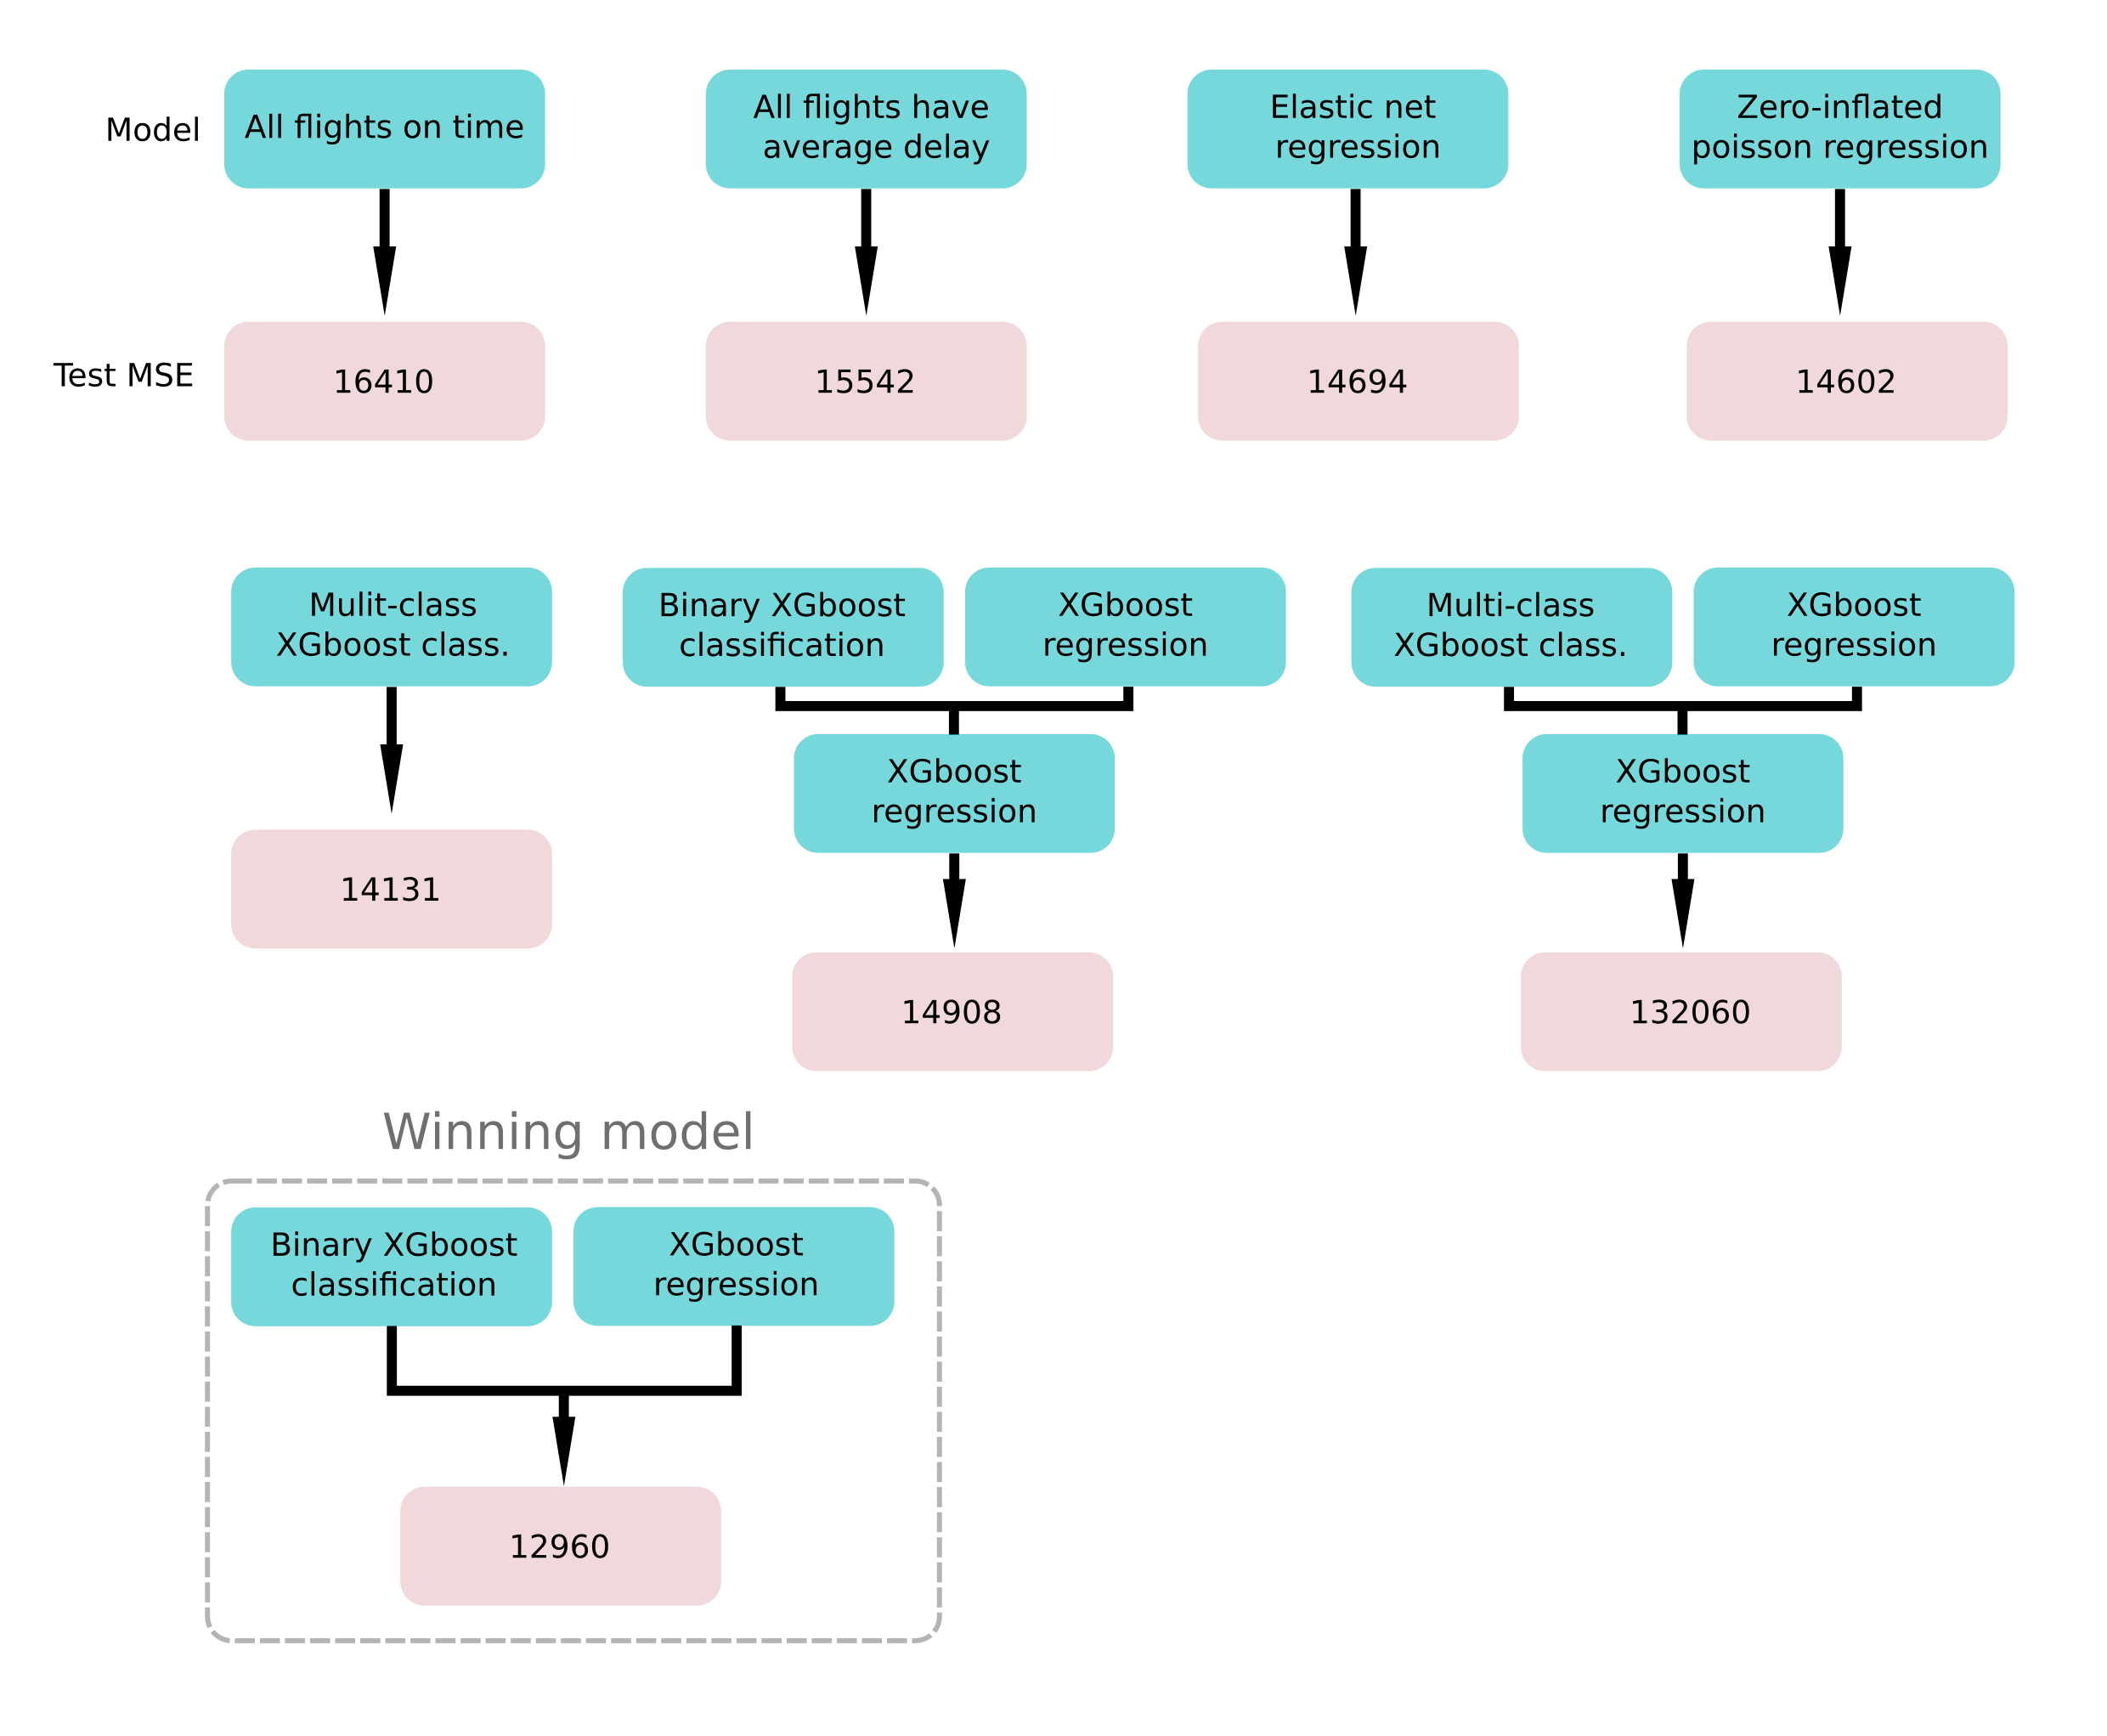 Model
All flights on time
All flights have
average delay
Elastic net
regression
Zero-inflated
poisson regression
Test MSE
16410
15542
14694
14602
Mulit-class
XGboost class.
Binary XGboost
classification
XGboost
regression
Multi-class
XGboost class.
XGboost
regression
XGboost
regression
XGboost
regression
14131
14908
132060
Winning model
Binary XGboost
classification
XGboost
regression
12960